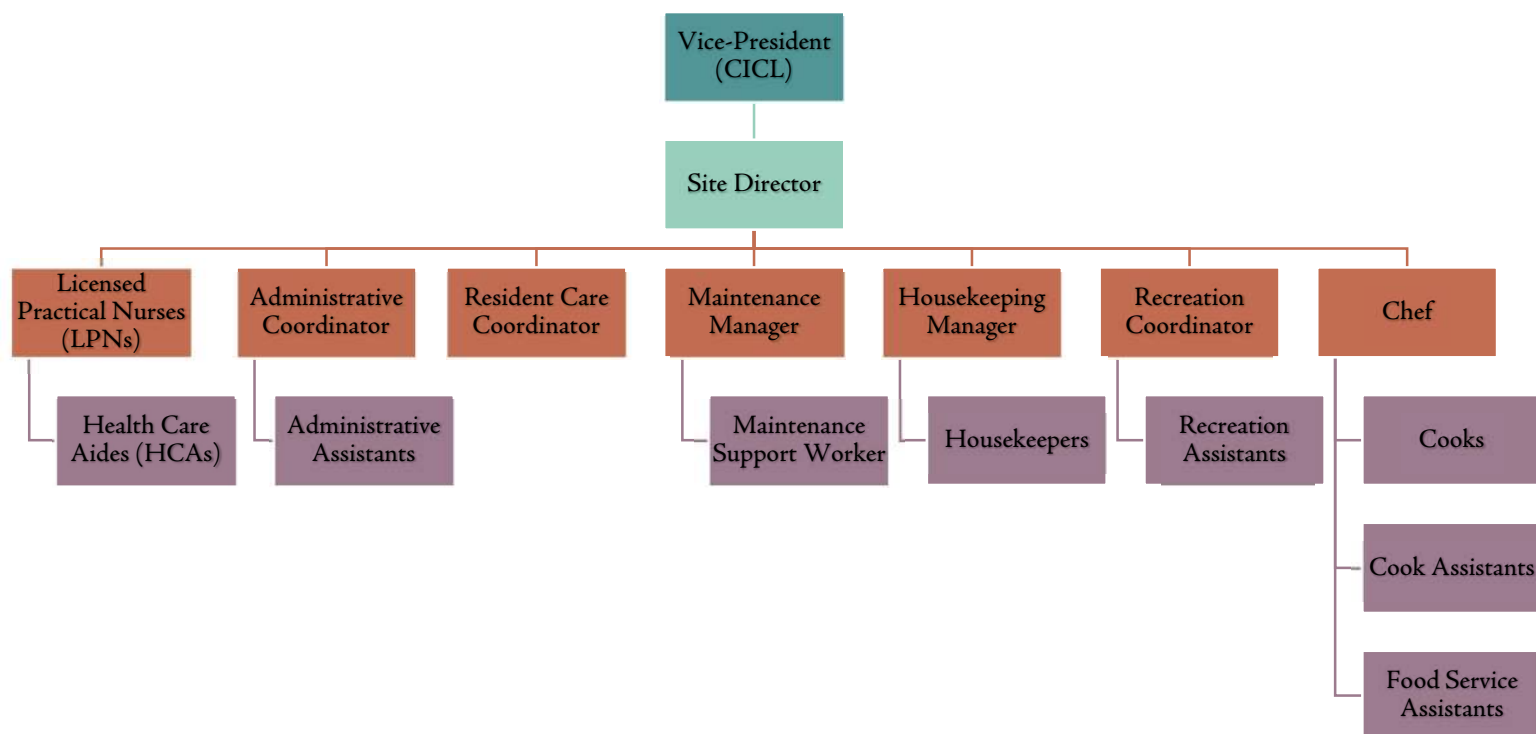 Vice-President
(CICL)
Site Director
Licensed
Practical Nurses
(LPNs)
Administrative
Coordinator
Resident Care
Coordinator
Maintenance
Manager
Housekeeping
Manager
Recreation
Coordinator
Chef
Health Care
Aides (HCAs)
Administrative
Assistants
Maintenance
Support Worker
Housekeepers
Recreation
Assistants
Cooks
Cook Assistants
Food Service
Assistants